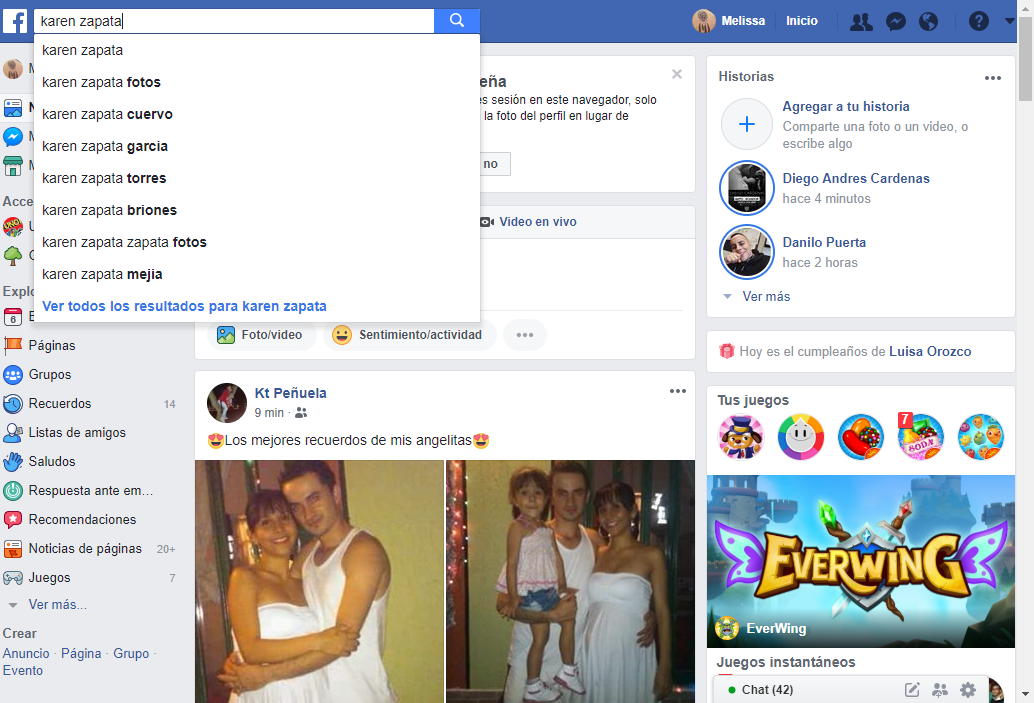 karen zapata
Melissa
Inicio
karen zapata
karen zapata fotos
karen zapata cuervo
karen zapata garcia
karen zapata torres
karen zapata briones
karen zapata zapata fotos
karen zapata mejia
Ver todos los resultados para karen zapata
Acce
Explo
6
Páginas
Grupos
Recuerdos 14
Listas de amigos
Saludos
Respuesta ante em...
Recomendaciones
Noticias de páginas 20+
Juegos 7
Ver más...
Crear
Anuncio · Página · Grupo ·
Evento
eña
es sesión en este navegador, solo
la foto del perfil en lugar de
no
Video en vivo
Foto/video
Sentimiento/actividad
Kt Peñuela
9 min ·
😍Los mejores recuerdos de mis angelitas😍
Historias
Agregar a tu historia
Comparte una foto o un video, o
escribe algo
Diego Andres Cardenas
hace 4 minutos
Danilo Puerta
hace 2 horas
Ver más
Hoy es el cumpleaños de Luisa Orozco
Tus juegos
7
SODA
EVERWING
EverWing
Juegos instantáneos
Chat (42)